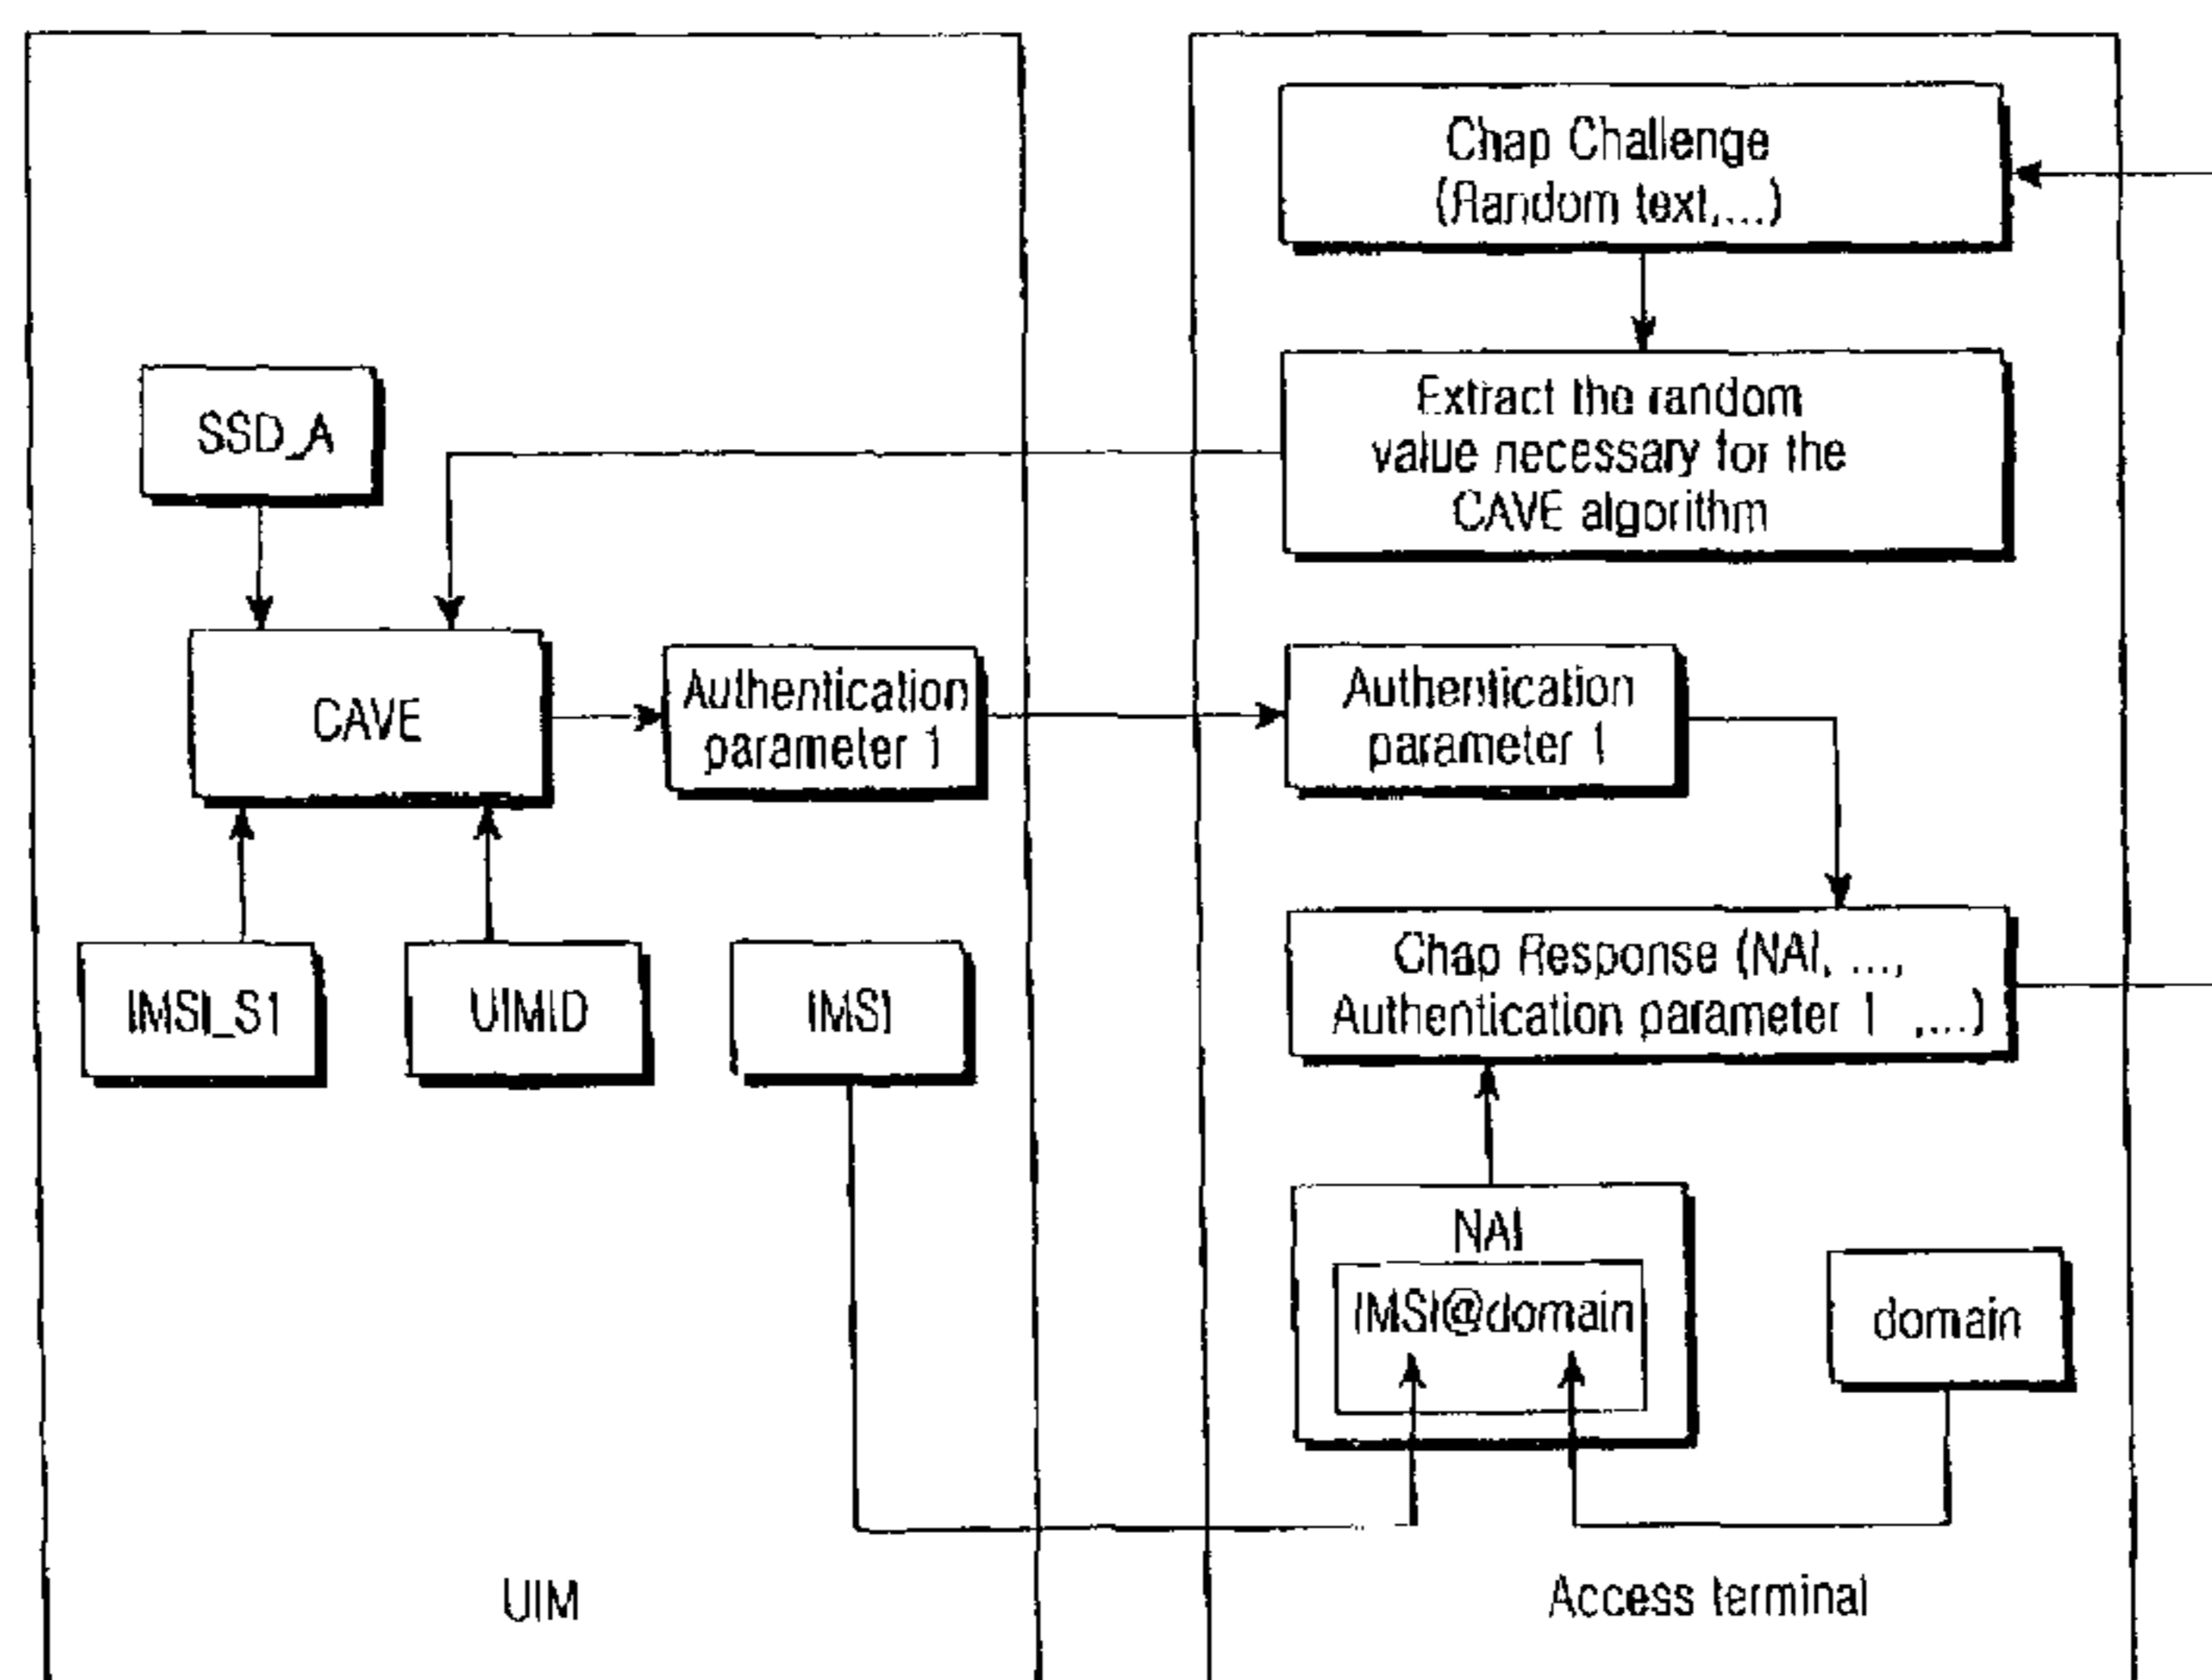 Chap Challenge
(Random text,...)
Extract the random
value necessary for the
CAVE algorithm
SSD_A
CAVE
Authentication
parameter 1
Authentication
parameter 1
IMSI_S1
UIMID
IMSI
Chap Response (NAI, ...,
Authentication parameter 1 ,...)
NAI
IMSI@domain
domain
UIM
Access terminal